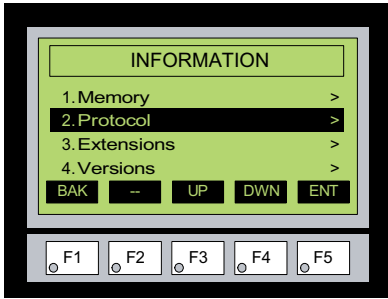 INFORMATION
1. Memory >
2. Protocol >
3. Extensions >
4. Versions >
BAK -- UP DWN ENT
F1 F2 F3 F4 F5